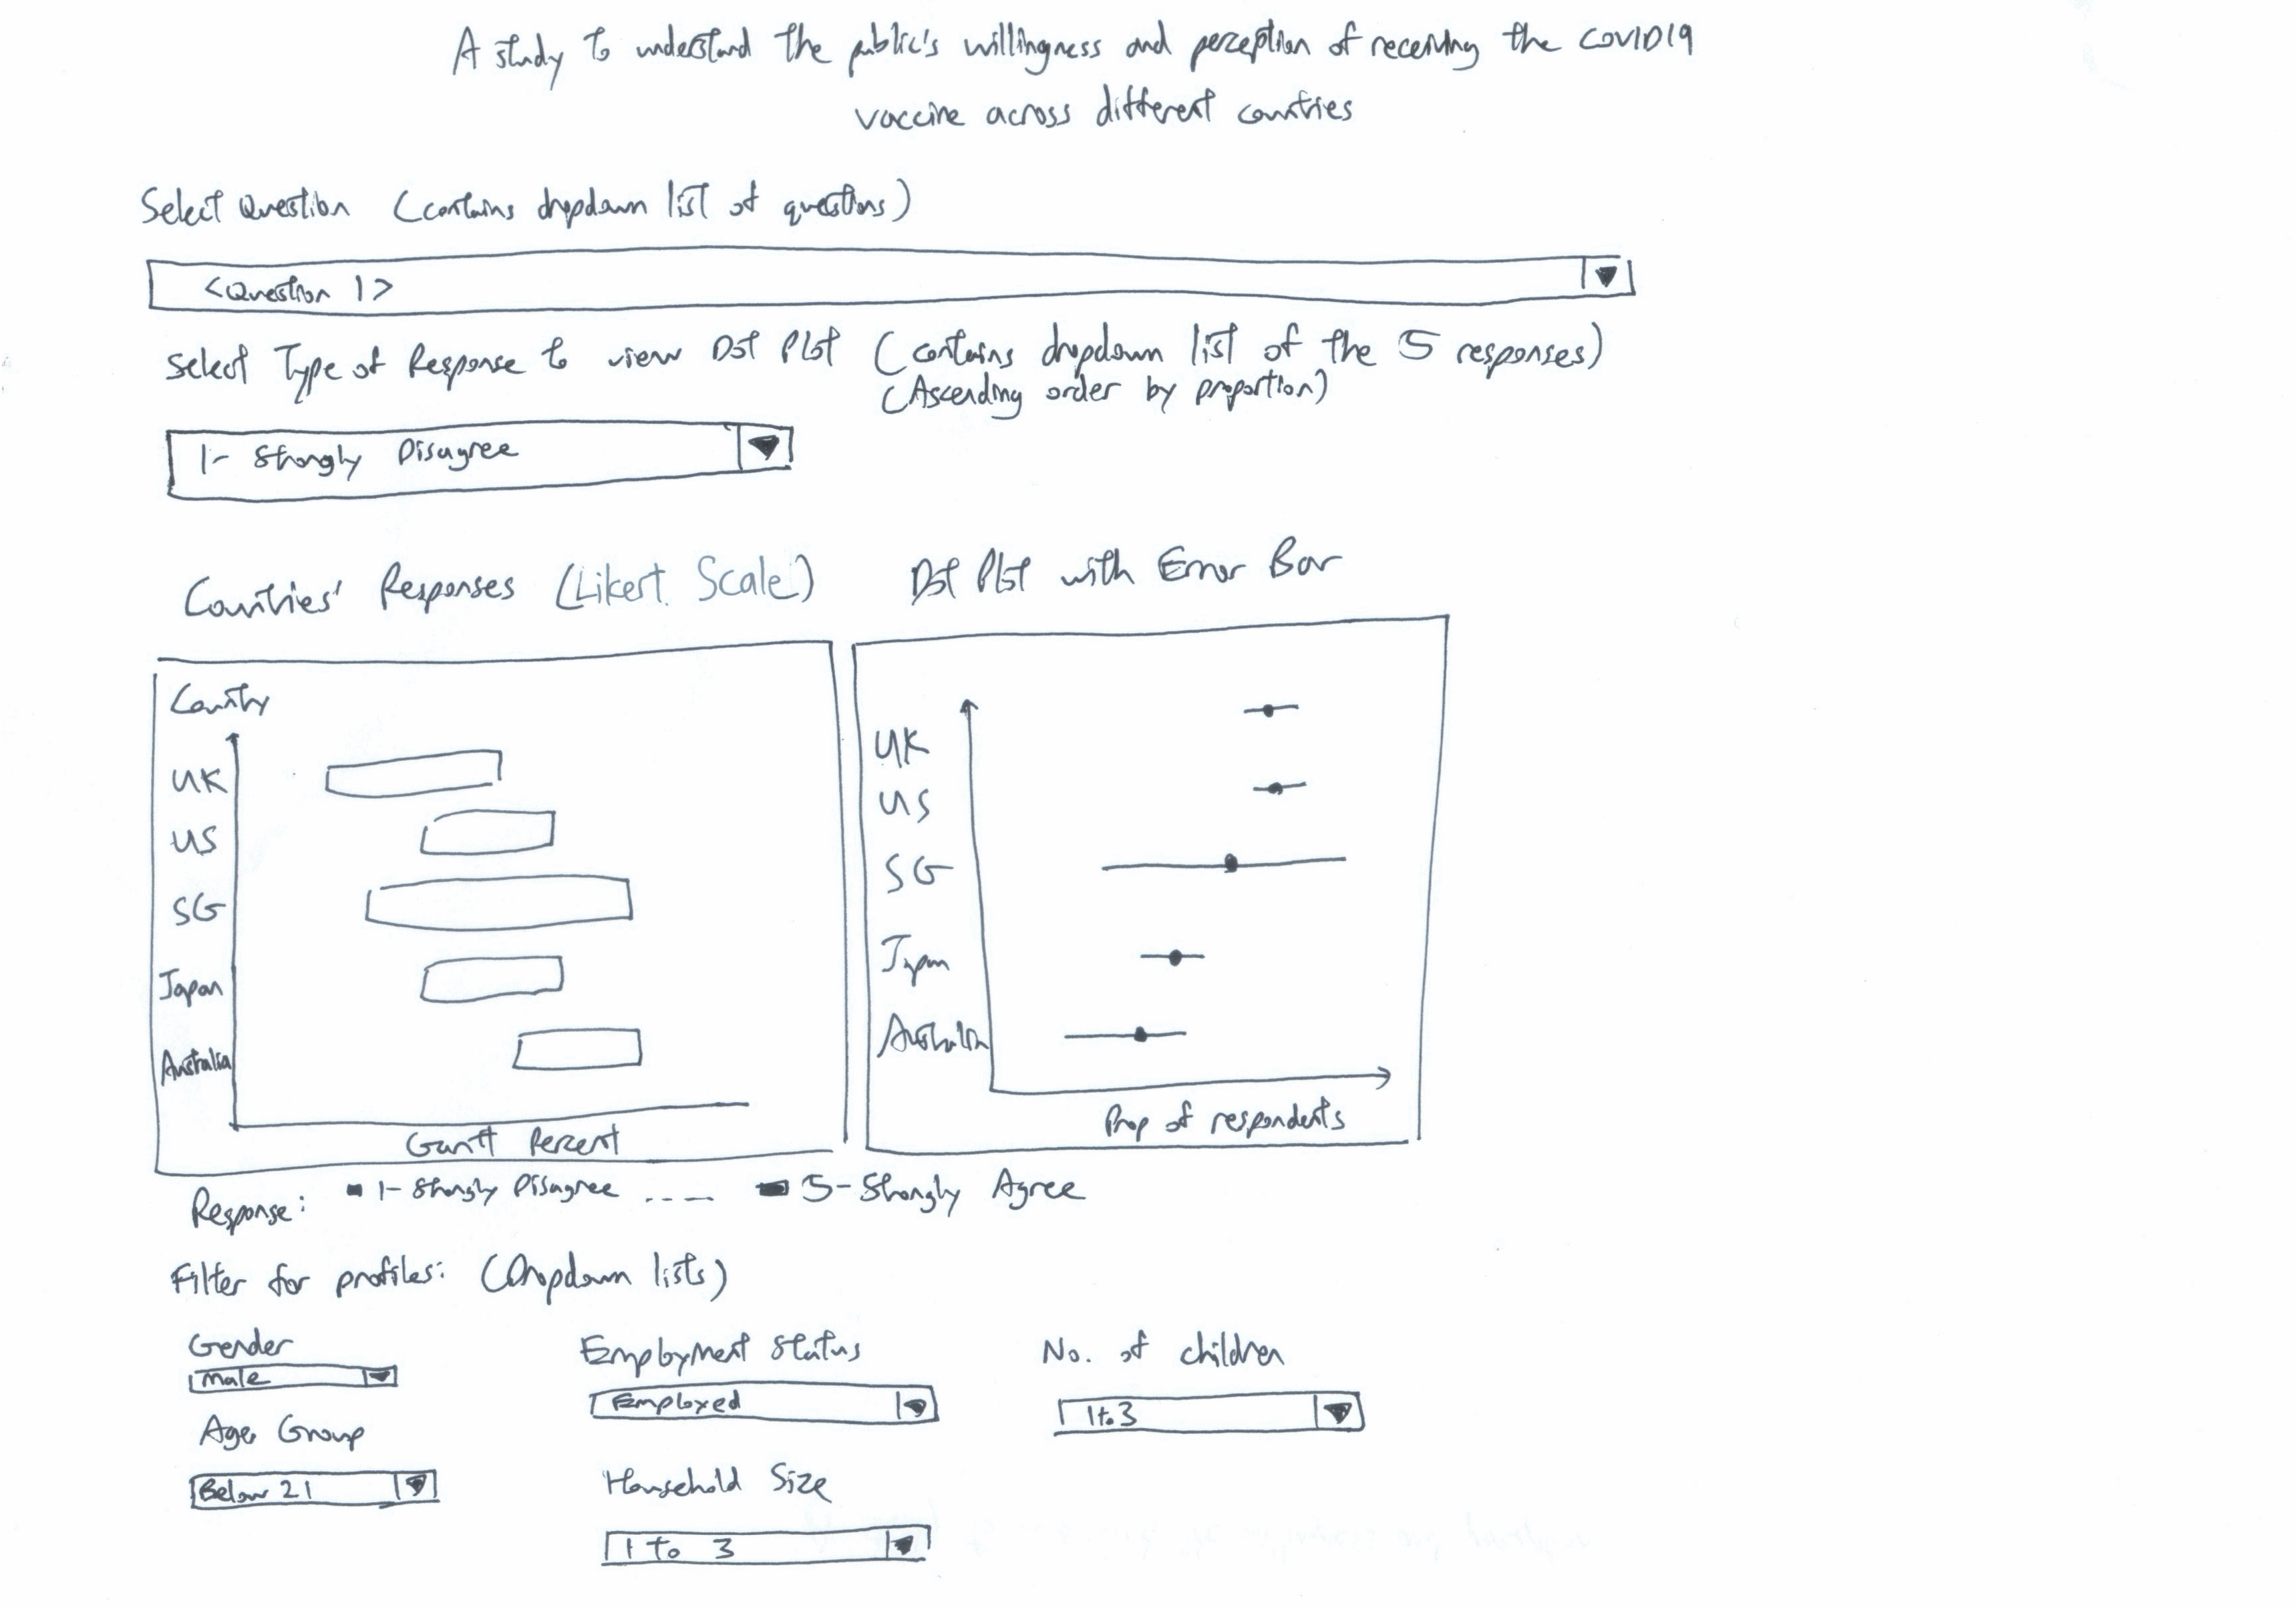 A study to understand the public's willingness and perception of receiving the COVID19
vaccine across different countries
Select Question (contains dropdown list of questions)
<Question 1>
Select Type of Response to view Dot Plot (contains dropdown list of the 5 responses)
(Ascending order by proportion)
1- Strongly Disagree
Countries' Responses (Likert Scale)
Dot Plot with Error Bar
Country
UK
US
SG
Japan
Australia
Gantt Percent
UK
US
SG
Japan
Australia
Prop of respondents
Response: 1- Strongly Disagree ---- 5- Strongly Agree
Filter for profiles: (Dropdown lists)
Gender
Male
Age Group
Below 21
Employment Status
Employed
Household Size
1 to 3
No. of children
1 to 3